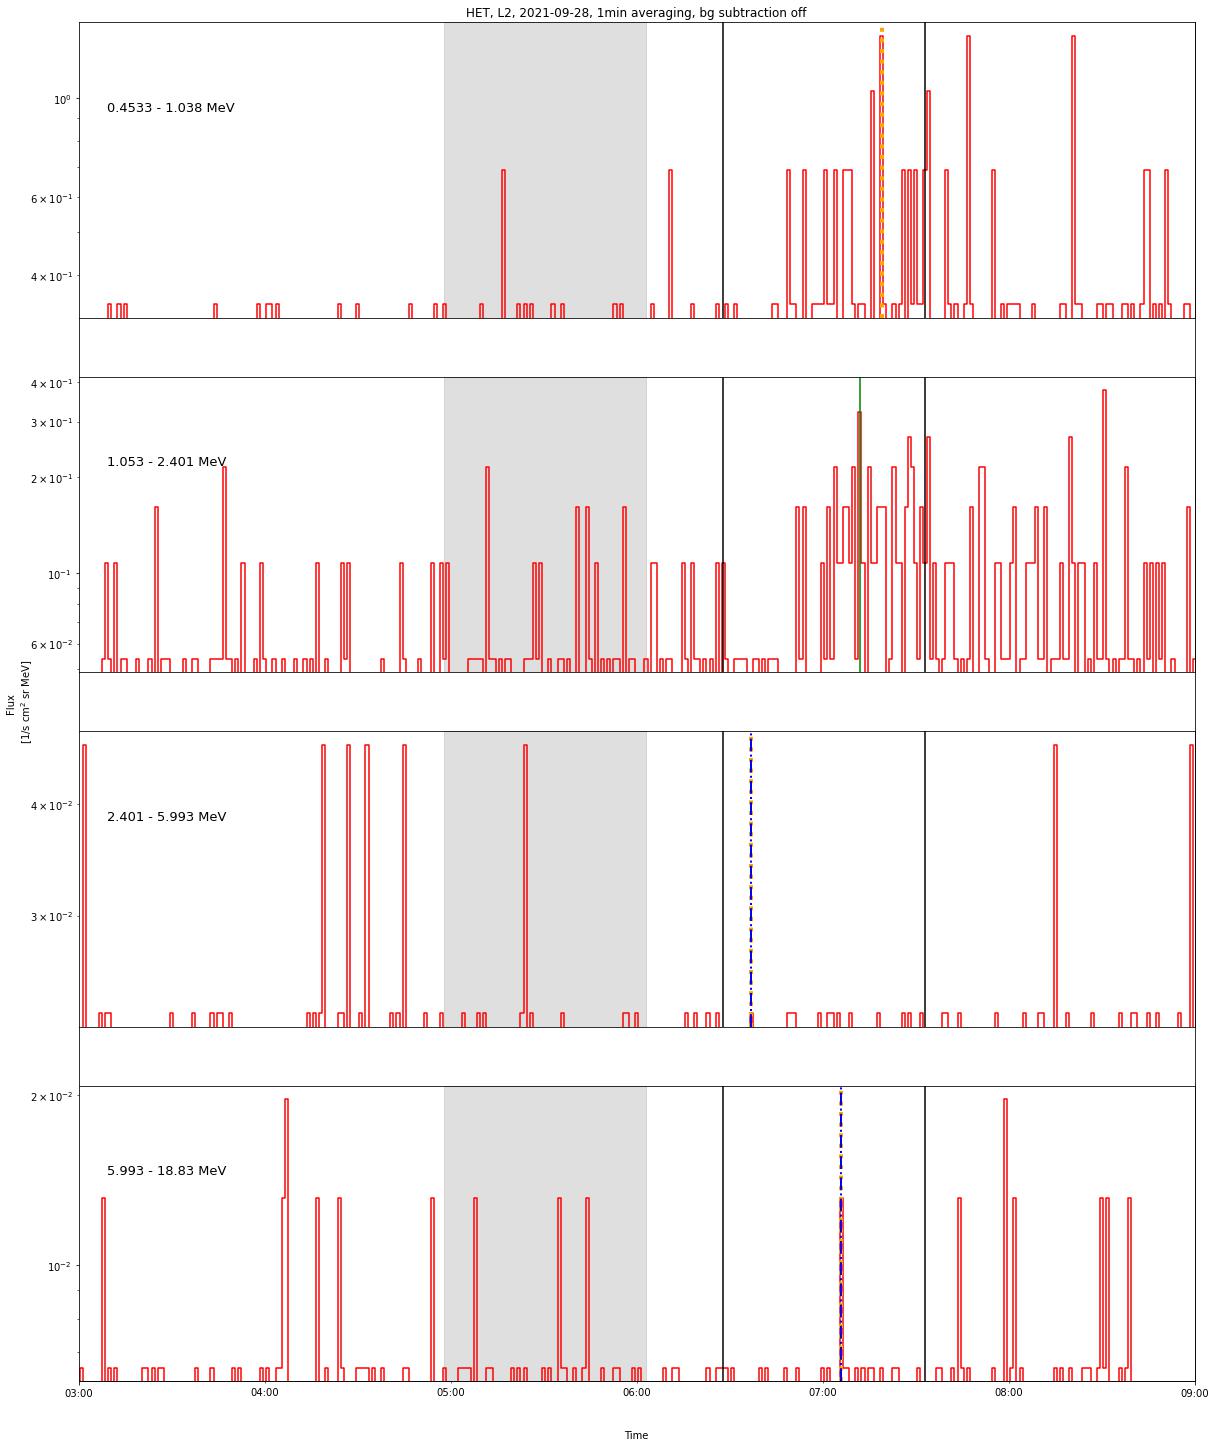 HET, L2, 2021-09-28, 1min averaging, bg subtraction off
10⁰
6 × 10⁻¹
4 × 10⁻¹
0.4533 - 1.038 MeV
4 × 10⁻¹
3 × 10⁻¹
2 × 10⁻¹
10⁻¹
6 × 10⁻²
1.053 - 2.401 MeV
Flux
[1/s cm² sr MeV]
4 × 10⁻²
3 × 10⁻²
2.401 - 5.993 MeV
2 × 10⁻²
10⁻²
5.993 - 18.83 MeV
03:00 04:00 05:00 06:00 07:00 08:00 09:00
Time